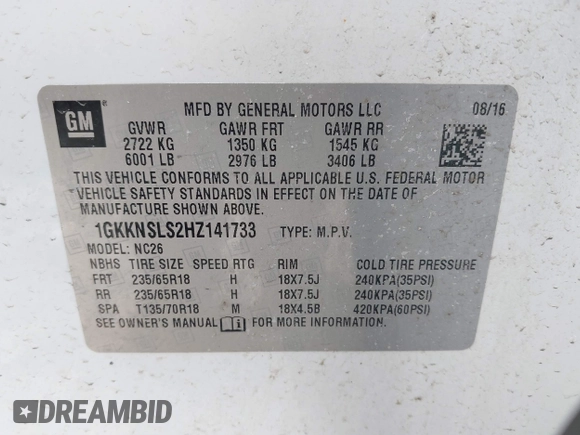 GM
MFD BY GENERAL MOTORS LLC 08/16
GVWR GAWR FRT GAWR RR
2722 KG 1350 KG 1545 KG
6001 LB 2976 LB 3406 LB
THIS VEHICLE CONFORMS TO ALL APPLICABLE U.S. FEDERAL MOTOR
VEHICLE SAFETY STANDARDS IN EFFECT ON THE DATE OF
MANUFACTURE SHOWN ABOVE.
1GKKNSLS2HZ141733 TYPE: M.P.V.
MODEL: NC26
NBHS TIRE SIZE SPEED RTG RIM COLD TIRE PRESSURE
FRT 235/65R18 H 18X7.5J 240KPA(35PSI)
RR 235/65R18 H 18X7.5J 240KPA(35PSI)
SPA T135/70R18 M 18X4.5B 420KPA(60PSI)
SEE OWNER'S MANUAL FOR MORE INFORMATION.
DREAMBID